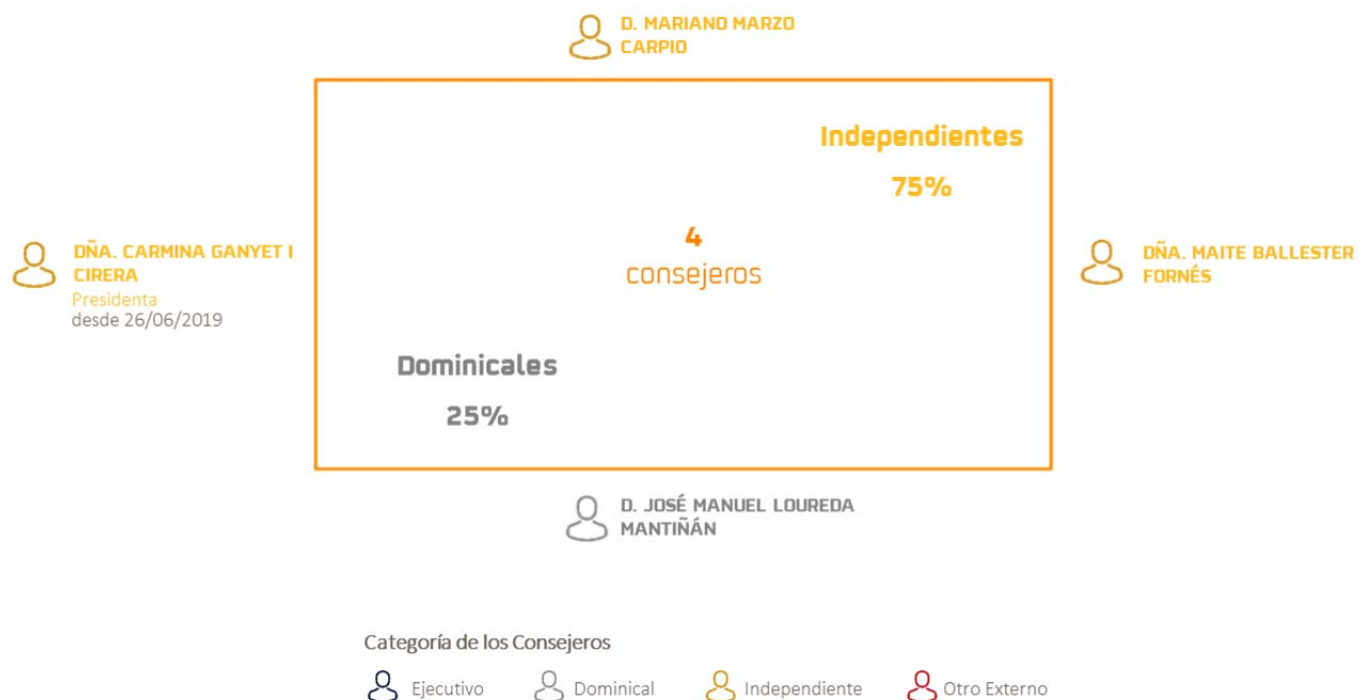 D. MARIANO MARZO
CARPIO
Independientes
75%
4
consejeros
DÑA. CARMINA GANYET I
CIRERA
Presidenta
desde 26/06/2019
DÑA. MAITE BALLESTER
FORNÉS
Dominicales
25%
D. JOSÉ MANUEL LOUREDA
MANTIÑÁN
Categoría de los Consejeros
Ejecutivo
Dominical
Independiente
Otro Externo